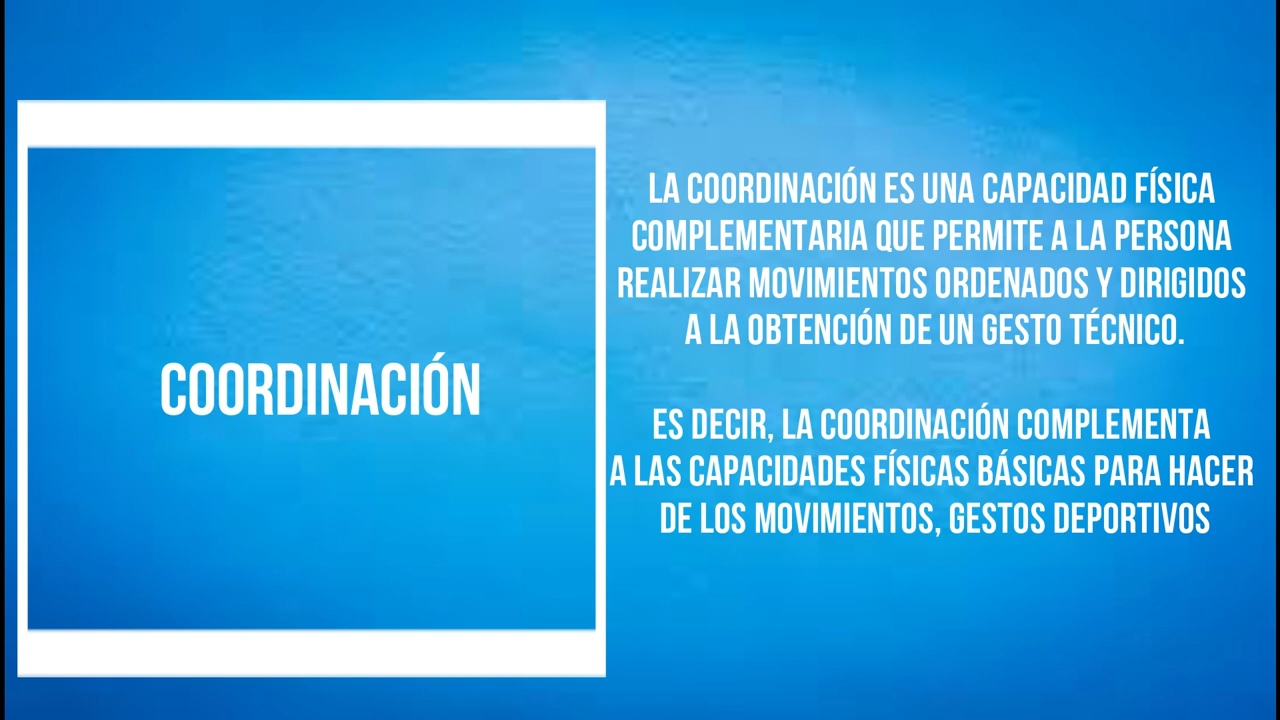 COORDINACIÓN
LA COORDINACIÓN ES UNA CAPACIDAD FÍSICA
COMPLEMENTARIA QUE PERMITE A LA PERSONA
REALIZAR MOVIMIENTOS ORDENADOS Y DIRIGIDOS
A LA OBTENCIÓN DE UN GESTO TÉCNICO.
ES DECIR, LA COORDINACIÓN COMPLEMENTA
A LAS CAPACIDADES FÍSICAS BÁSICAS PARA HACER
DE LOS MOVIMIENTOS, GESTOS DEPORTIVOS